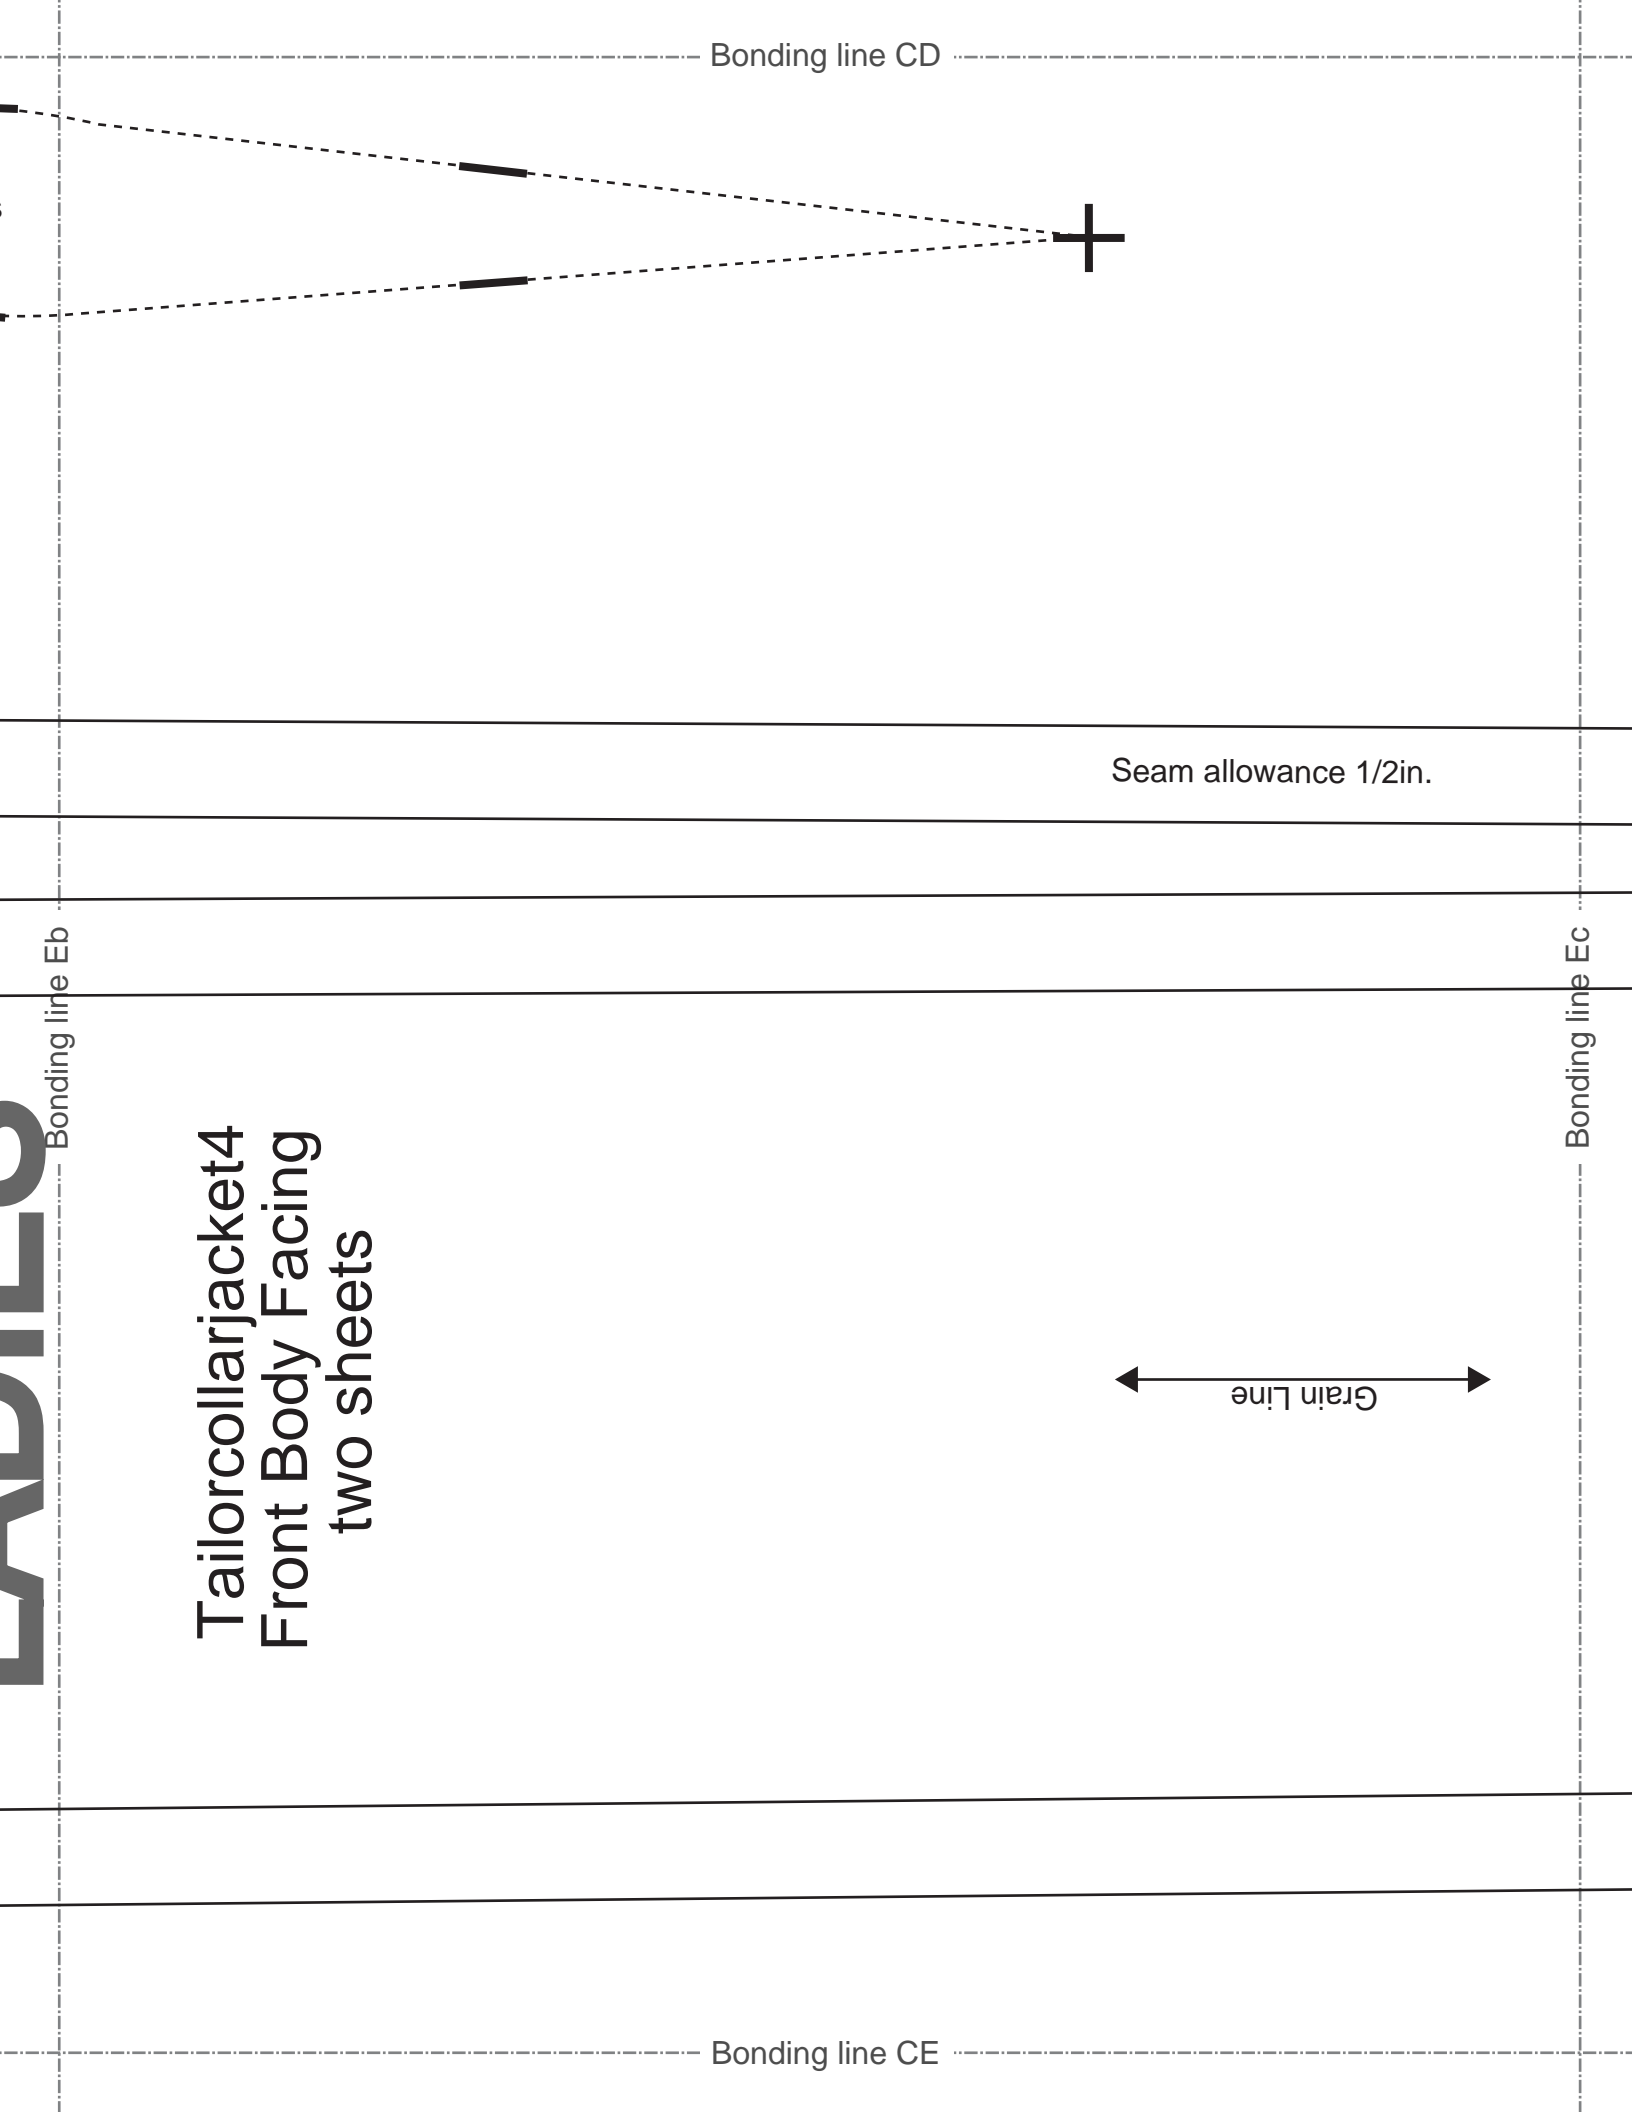 Bonding line CD
Seam allowance 1/2in.
Bonding line Eb
Bonding line Ec
Tailorcollarjacket4
Front Body Facing
two sheets
Grain Line
LADIES
Bonding line CE